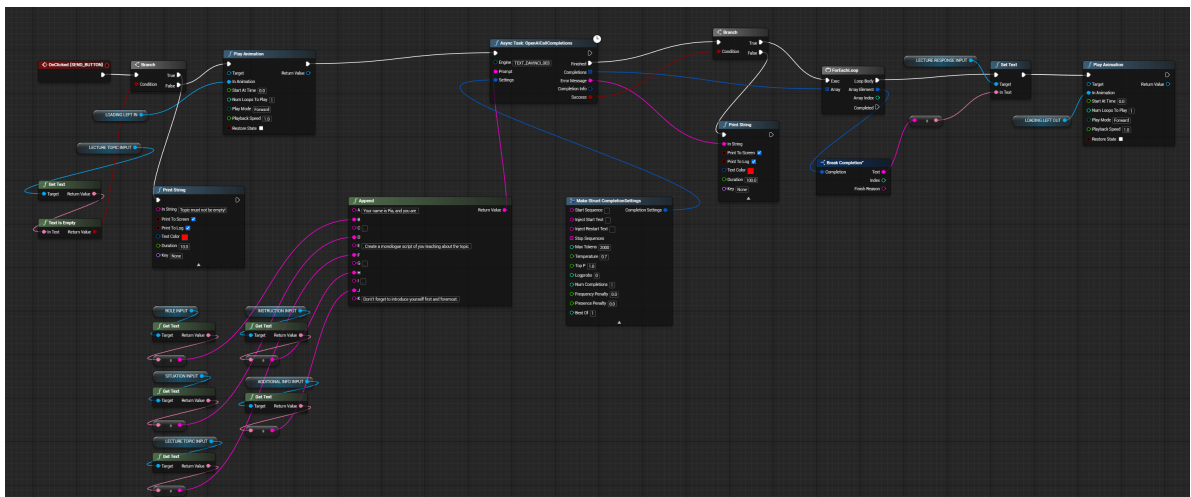 OnClicked (SEND_BUTTON)
Branch
True
Condition
False
LOADING LEFT IN
LECTURE TOPIC INPUT
Get Text
Target
Return Value
Text Is Empty
In Text
Return Value
Play Animation
Target
Return Value
In Animation
Start At Time 0.0
Num Loops To Play 1
Play Mode Forward
Playback Speed 1.0
Restore State
Print String
In String Topic must not be empty!
Print To Screen
Print To Log
Text Color
Duration 10.0
Key None
ROLE INPUT
Get Text
Target
Return Value
SITUATION INPUT
Get Text
Target
Return Value
LECTURE TOPIC INPUT
Get Text
Target
Return Value
INSTRUCTION INPUT
Get Text
Target
Return Value
ADDITIONAL INFO INPUT
Get Text
Target
Return Value
Append
A Your name is Pia, and you are
Return Value
B
C
D
E Create a monologue script of you teaching about the topic
F
G
H
I
J
K Don't forget to introduce yourself first and foremost.
Async Task: OpenAICallCompletions
Engine TEXT_DAVINCI_003
Finished
Prompt
Completions
Settings
Error Message
Completion Info
Success
Make Struct CompletionSettings
Start Sequence
Completion Settings
Inject Start Text
Inject Restart Text
Stop Sequences
Max Tokens 2000
Temperature 0.7
Top P 1.0
Logprobs 0
Num Completions 1
Frequency Penalty 0.0
Presence Penalty 0.0
Best Of 1
Branch
True
Condition
False
Print String
In String
Print To Screen
Print To Log
Text Color
Duration 100.0
Key None
ForEachLoop
Exec
Loop Body
Array
Array Element
Array Index
Completed
Break Completion
Completion
Text
Index
Finish Reason
LECTURE RESPONSE INPUT
Set Text
Target
In Text
LOADING LEFT OUT
Play Animation
Target
Return Value
In Animation
Start At Time 0.0
Num Loops To Play 1
Play Mode Forward
Playback Speed 1.0
Restore State